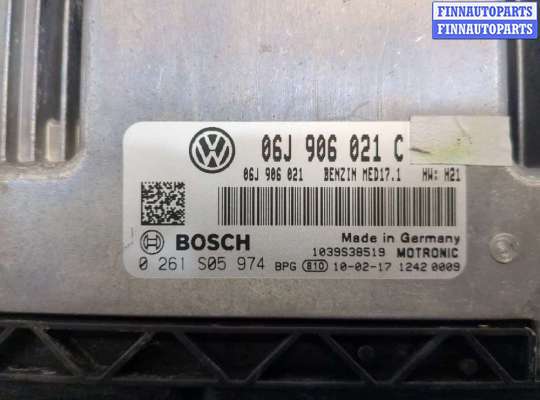 FINNAUTOPARTS
FINNAUTOPARTS
06J 906 021 C
06J 906 021 BENZIN MED17.1 HW: H21
BOSCH
Made in Germany
1039S38519 MOTRONIC
0 261 S05 974 BPG 810 10-02-17 1242 0009